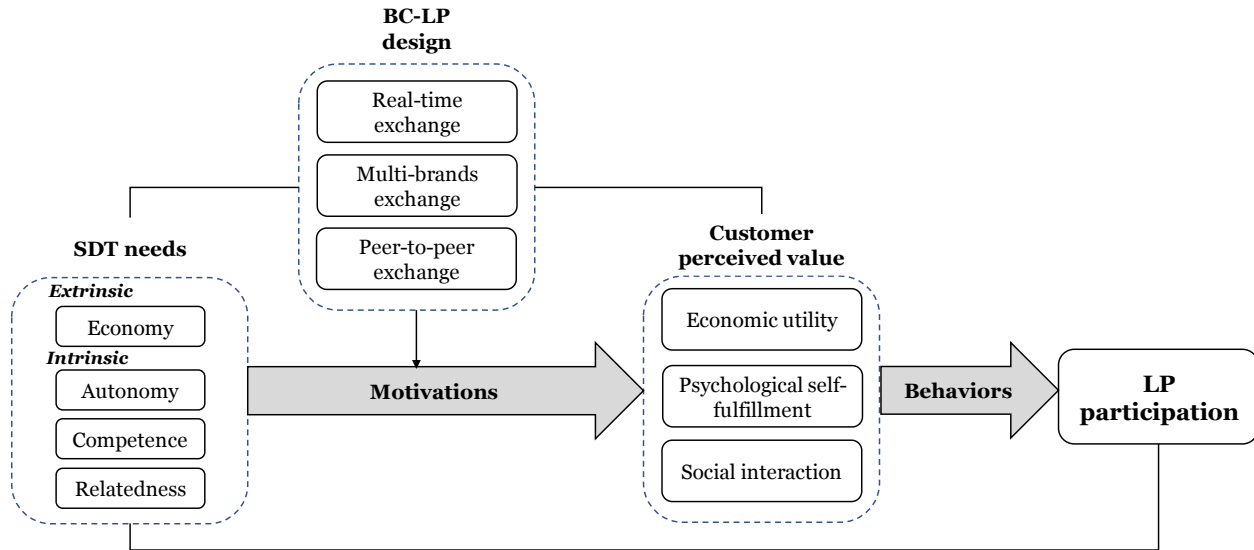 BC-LP
design
Real-time
exchange
Multi-brands
exchange
Peer-to-peer
exchange
SDT needs
Extrinsic
Economy
Intrinsic
Autonomy
Competence
Relatedness
Motivations
Customer
perceived value
Economic utility
Psychological self-
fulfillment
Social interaction
Behaviors
LP
participation